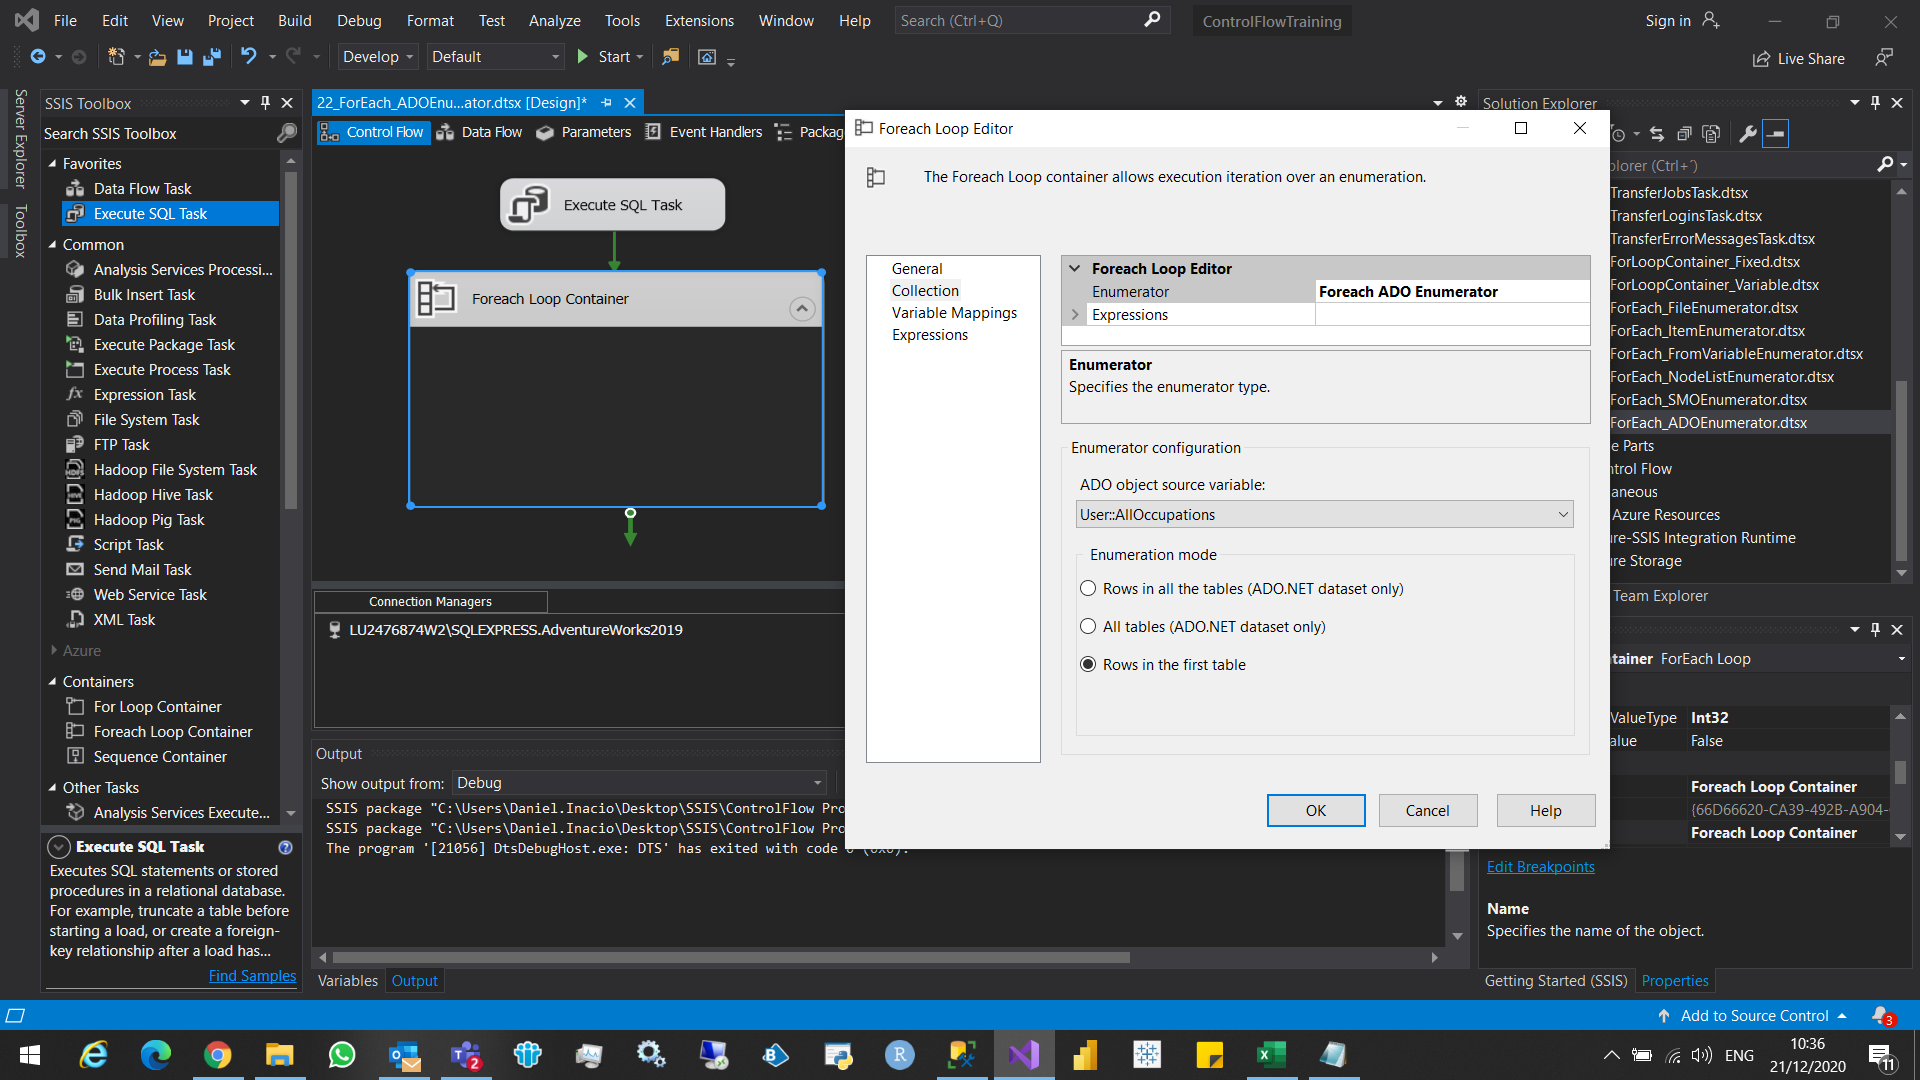 File Edit View Project Build Debug Format Test Analyze Tools Extensions Window Help Search (Ctrl+Q) ControlFlowTraining Sign in
Develop Default Start Live Share
Server Explorer
Toolbox
SSIS Toolbox
Search SSIS Toolbox
Favorites
Data Flow Task
Execute SQL Task
Common
Analysis Services Processi...
Bulk Insert Task
Data Profiling Task
Execute Package Task
Execute Process Task
Expression Task
File System Task
FTP Task
Hadoop File System Task
Hadoop Hive Task
Hadoop Pig Task
Script Task
Send Mail Task
Web Service Task
XML Task
Azure
Containers
For Loop Container
Foreach Loop Container
Sequence Container
Other Tasks
Analysis Services Execute...
Execute SQL Task
Executes SQL statements or stored
procedures in a relational database.
For example, truncate a table before
starting a load, or create a foreign-
key relationship after a load has...
Find Samples
22_ForEach_ADOEnu...ator.dtsx [Design]*
Control Flow Data Flow Parameters Event Handlers Packag
Execute SQL Task
Foreach Loop Container
Connection Managers
LU2476874W2\SQLEXPRESS.AdventureWorks2019
Output
Show output from: Debug
SSIS package "C:\Users\Daniel.Inacio\Desktop\SSIS\ControlFlow Pro
SSIS package "C:\Users\Daniel.Inacio\Desktop\SSIS\ControlFlow Pro
The program '[21056] DtsDebugHost.exe: DTS' has exited with code 0 (0x0).
Variables Output
Foreach Loop Editor
The Foreach Loop container allows execution iteration over an enumeration.
General
Collection
Variable Mappings
Expressions
Foreach Loop Editor
Enumerator Foreach ADO Enumerator
Expressions
Enumerator
Specifies the enumerator type.
Enumerator configuration
ADO object source variable:
User::AllOccupations
Enumeration mode
Rows in all the tables (ADO.NET dataset only)
All tables (ADO.NET dataset only)
Rows in the first table
OK Cancel Help
Solution Explorer
plorer (Ctrl+´)
TransferJobsTask.dtsx
TransferLoginsTask.dtsx
TransferErrorMessagesTask.dtsx
ForLoopContainer_Fixed.dtsx
ForLoopContainer_Variable.dtsx
ForEach_FileEnumerator.dtsx
ForEach_ItemEnumerator.dtsx
ForEach_FromVariableEnumerator.dtsx
ForEach_NodeListEnumerator.dtsx
ForEach_SMOEnumerator.dtsx
ForEach_ADOEnumerator.dtsx
e Parts
ntrol Flow
aneous
Azure Resources
ure-SSIS Integration Runtime
ure Storage
Team Explorer
tainer ForEach Loop
ValueType Int32
alue False
Foreach Loop Container
{66D66620-CA39-492B-A904-
Foreach Loop Container
Edit Breakpoints
Name
Specifies the name of the object.
Getting Started (SSIS) Properties
Add to Source Control 3
2 ENG 10:36
21/12/2020 11